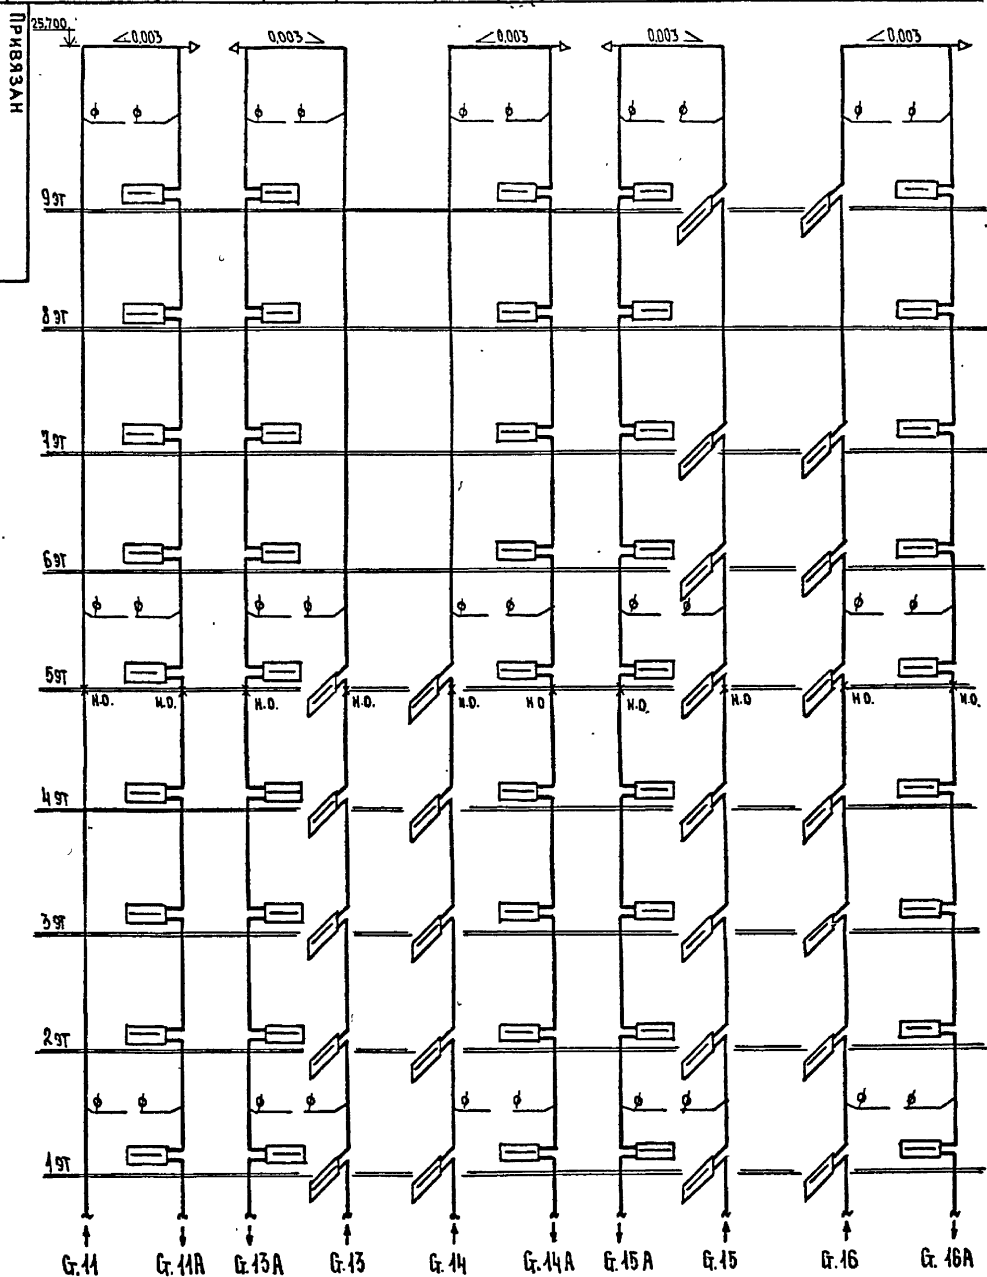 ПРИВЯЗАН
25.700
0,003 0,003 0,003 0,003 0,003
ф ф ф ф ф ф ф ф ф ф
9 эт
8 эт
7 эт
6 эт
ф ф ф ф ф ф ф ф ф ф
5 эт
н.о. н.о. н.о. н.о. н.о. н.о н.о. н.о н.о. н.о.
4 эт
3 эт
2 эт
ф ф ф ф ф ф ф ф ф ф
1 эт
Ст.11 Ст.11А Ст.13А Ст.13 Ст.14 Ст.14А Ст.15А Ст.15 Ст.16 Ст.16А